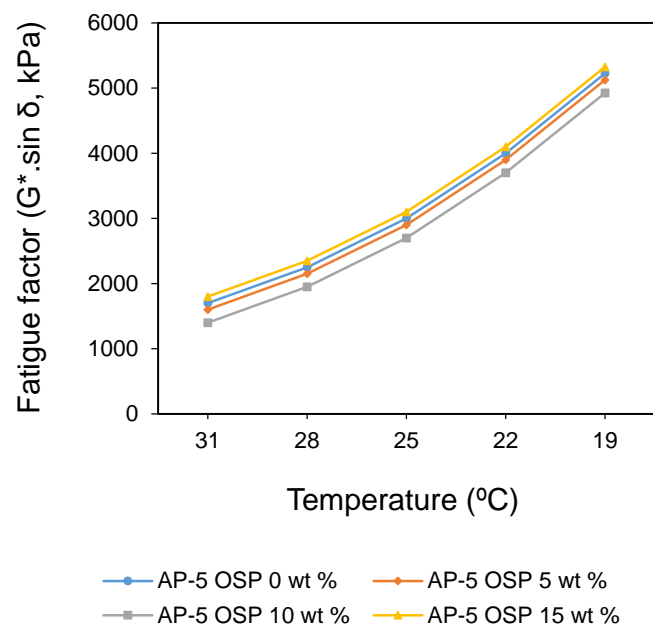 Fatigue factor (G*.sin δ, kPa)
6000
5000
4000
3000
2000
1000
0
31 28 25 22 19
Temperature (ºC)
AP-5 OSP 0 wt % AP-5 OSP 5 wt %
AP-5 OSP 10 wt % AP-5 OSP 15 wt %